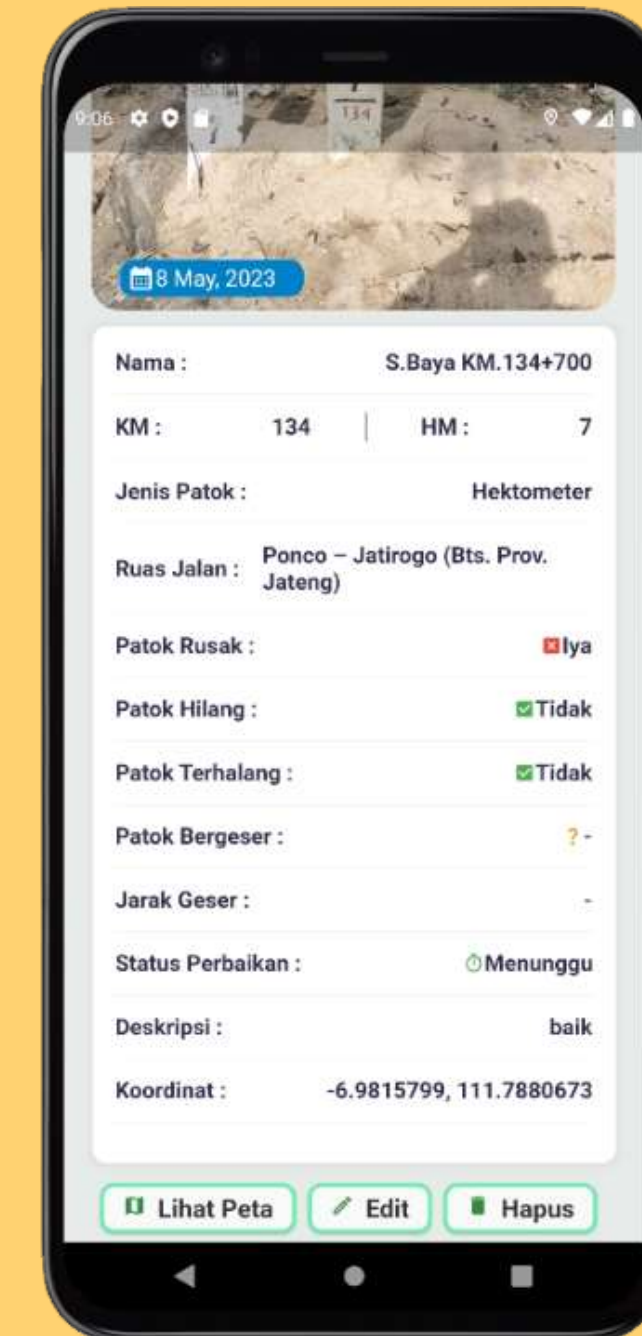 9:06
134
8 May, 2023
Nama : S.Baya KM.134+700
KM : 134 | HM : 7
Jenis Patok : Hektometer
Ruas Jalan : Ponco – Jatirogo (Bts. Prov.
Jateng)
Patok Rusak : Iya
Patok Hilang : Tidak
Patok Terhalang : Tidak
Patok Bergeser : ? -
Jarak Geser : -
Status Perbaikan : Menunggu
Deskripsi : baik
Koordinat : -6.9815799, 111.7880673
Lihat Peta Edit Hapus